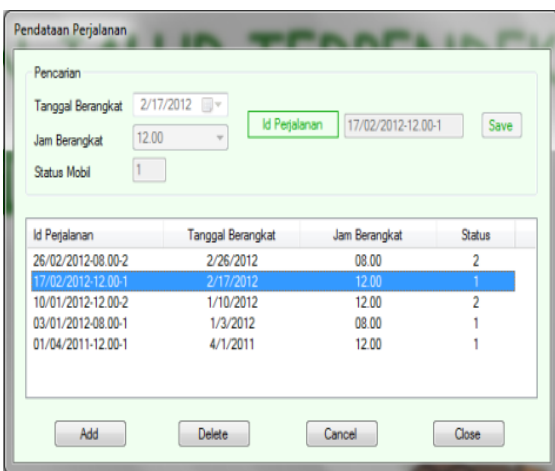 Pendataan Perjalanan
Pencarian
Tanggal Berangkat 2/17/2012
Jam Berangkat 12.00
Id Perjalanan 17/02/2012-12.00-1 Save
Status Mobil 1
Id Perjalanan Tanggal Berangkat Jam Berangkat Status
26/02/2012-08.00-2 2/26/2012 08.00 2
17/02/2012-12.00-1 2/17/2012 12.00 1
10/01/2012-12.00-2 1/10/2012 12.00 2
03/01/2012-08.00-1 1/3/2012 08.00 1
01/04/2011-12.00-1 4/1/2011 12.00 1
Add Delete Cancel Close